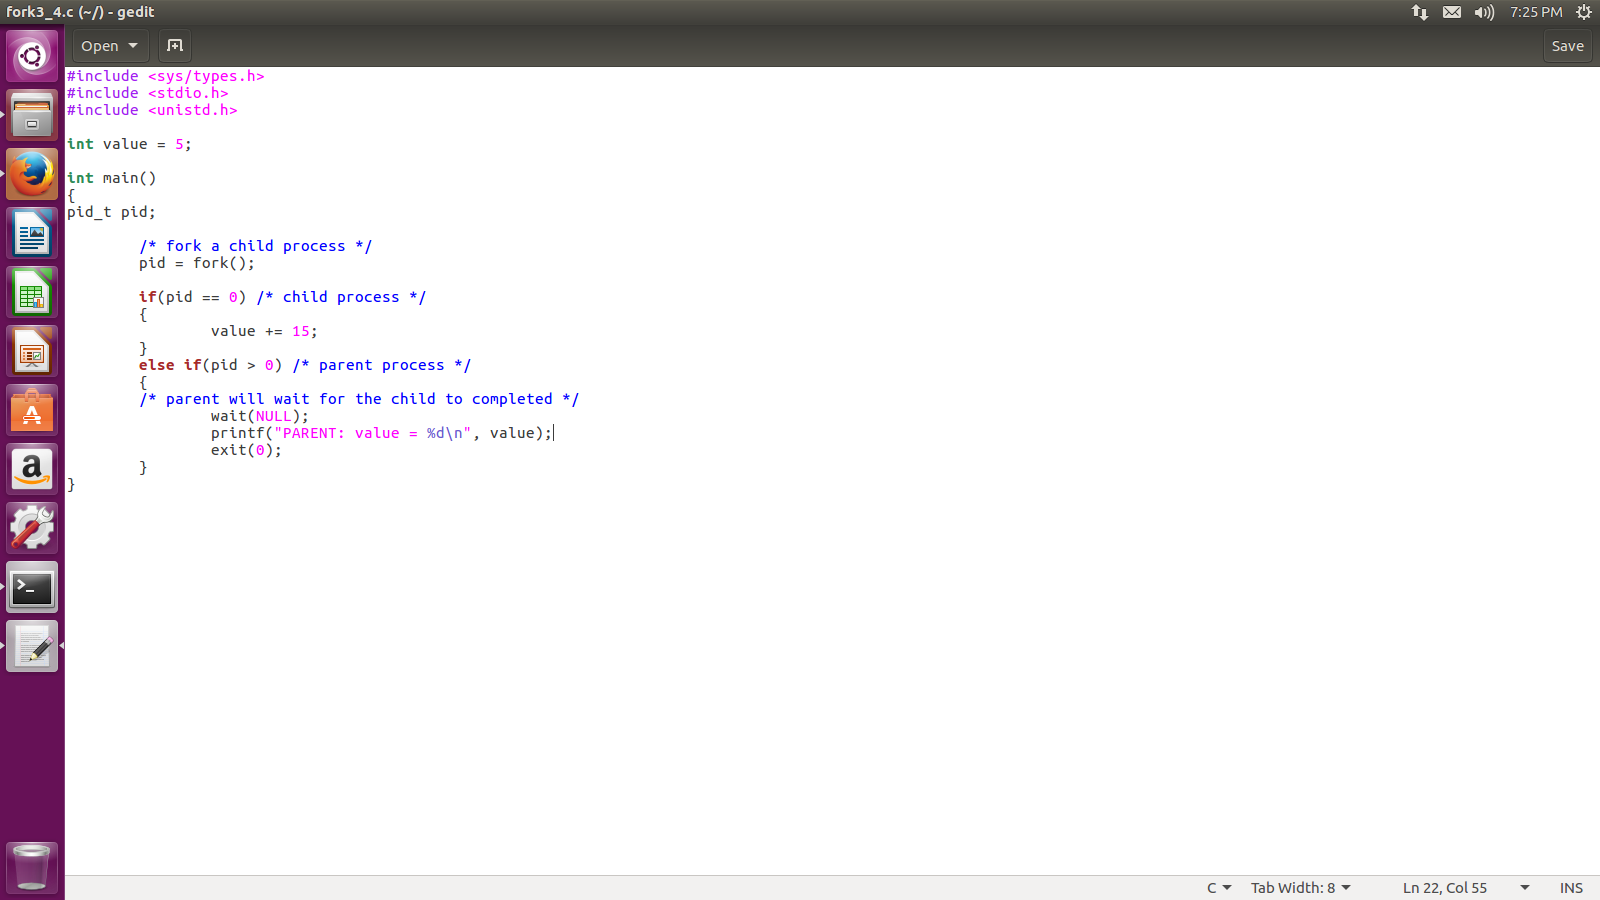 fork3_4.c (~/) - gedit
7:25 PM
Open
Save
#include <sys/types.h>
#include <stdio.h>
#include <unistd.h>
int value = 5;
int main()
{
pid_t pid;
/* fork a child process */
pid = fork();
if(pid == 0) /* child process */
{
value += 15;
}
else if(pid > 0) /* parent process */
{
/* parent will wait for the child to completed */
wait(NULL);
printf("PARENT: value = %d\n", value);
exit(0);
}
}
C
Tab Width: 8
Ln 22, Col 55
INS